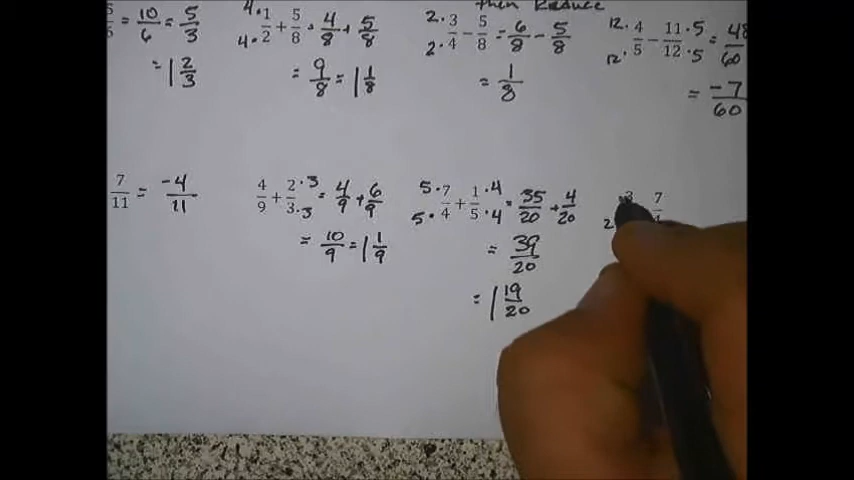 then Reduce
= 10/6 = 5/3
= 1 2/3
4· 1/2 + 5/8 = 4/8 + 5/8
4·
= 9/8 = 1 1/8
2· 3/4 - 5/8 = 6/8 - 5/8
2·
= 1/8
12· 4/5 - 11/12 ·5 = 48/60
12· ·5
= -7/60
7/11 = -4/11
4/9 + 2/3 ·3 = 4/9 + 6/9
·3
= 10/9 = 1 1/9
5· 7/4 + 1/5 ·4 = 35/20 + 4/20
5· ·4
= 39/20
= 1 19/20
3 7
2